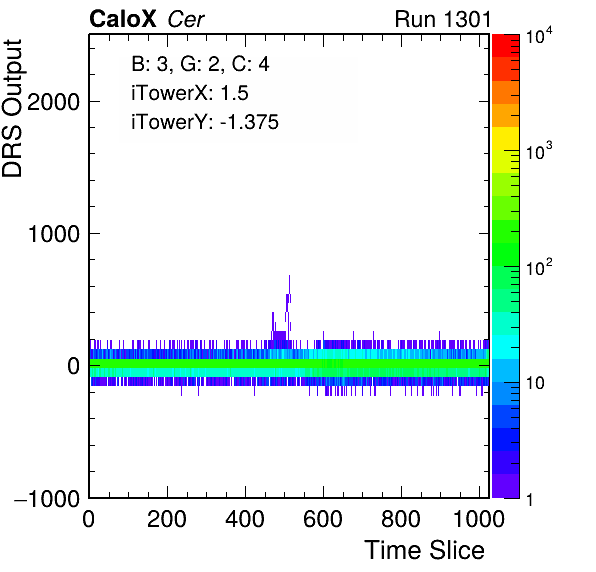 CaloX Cer Run 1301
B: 3, G: 2, C: 4
iTowerX: 1.5
iTowerY: -1.375
DRS Output
2000
1000
0
−1000
0 200 400 600 800 1000
Time Slice
10^4
10^3
10^2
10
1